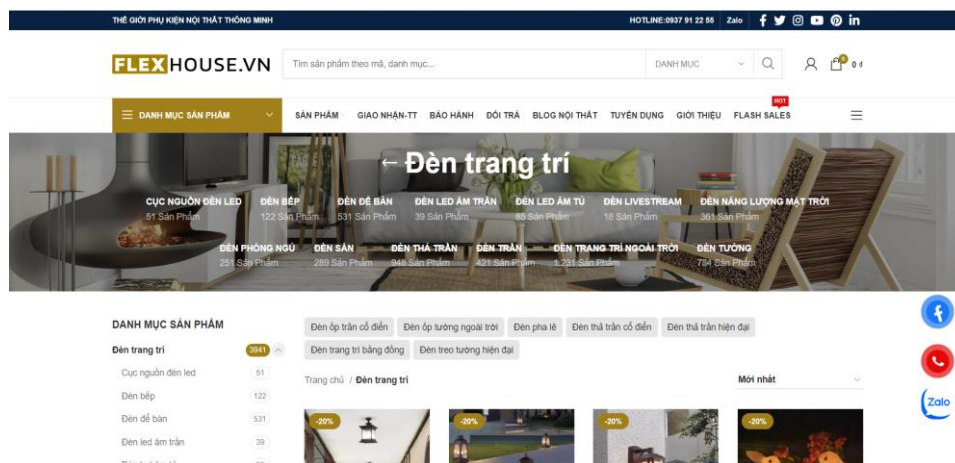 THẾ GIỚI PHỤ KIỆN NỘI THẤT THÔNG MINH HOTLINE:0937 91 22 55 Zalo
FLEXHOUSE.VN Tìm sản phẩm theo mã, danh mục... DANH MỤC 0 0 ₫
HOT
DANH MỤC SẢN PHẨM SẢN PHẨM GIAO NHẬN-TT BẢO HÀNH ĐỔI TRẢ BLOG NỘI THẤT TUYỂN DỤNG GIỚI THIỆU FLASH SALES
← Đèn trang trí
CỤC NGUỒN ĐÈN LED ĐÈN BẾP ĐÈN ĐỂ BÀN ĐÈN LED ÂM TRẦN ĐÈN LED ÂM TỦ ĐÈN LIVESTREAM ĐÈN NĂNG LƯỢNG MẶT TRỜI
51 Sản Phẩm 122 Sản Phẩm 531 Sản Phẩm 39 Sản Phẩm 85 Sản Phẩm 18 Sản Phẩm 361 Sản Phẩm
ĐÈN PHÒNG NGỦ ĐÈN SÀN ĐÈN THẢ TRẦN ĐÈN TRẦN ĐÈN TRANG TRÍ NGOÀI TRỜI ĐÈN TƯỜNG
251 Sản Phẩm 289 Sản Phẩm 948 Sản Phẩm 421 Sản Phẩm 1.231 Sản Phẩm 784 Sản Phẩm
DANH MỤC SẢN PHẨM Đèn ốp trần cổ điển Đèn ốp tường ngoài trời Đèn pha lê Đèn thả trần cổ điển Đèn thả trần hiện đại
Đèn trang trí 3941 Đèn trang trí bằng đồng Đèn treo tường hiện đại
Cục nguồn đèn led 51 Trang chủ / Đèn trang trí Mới nhất
Đèn bếp 122
Zalo
Đèn để bàn 531 -20% -20% -20% -20%
Đèn led âm trần 39